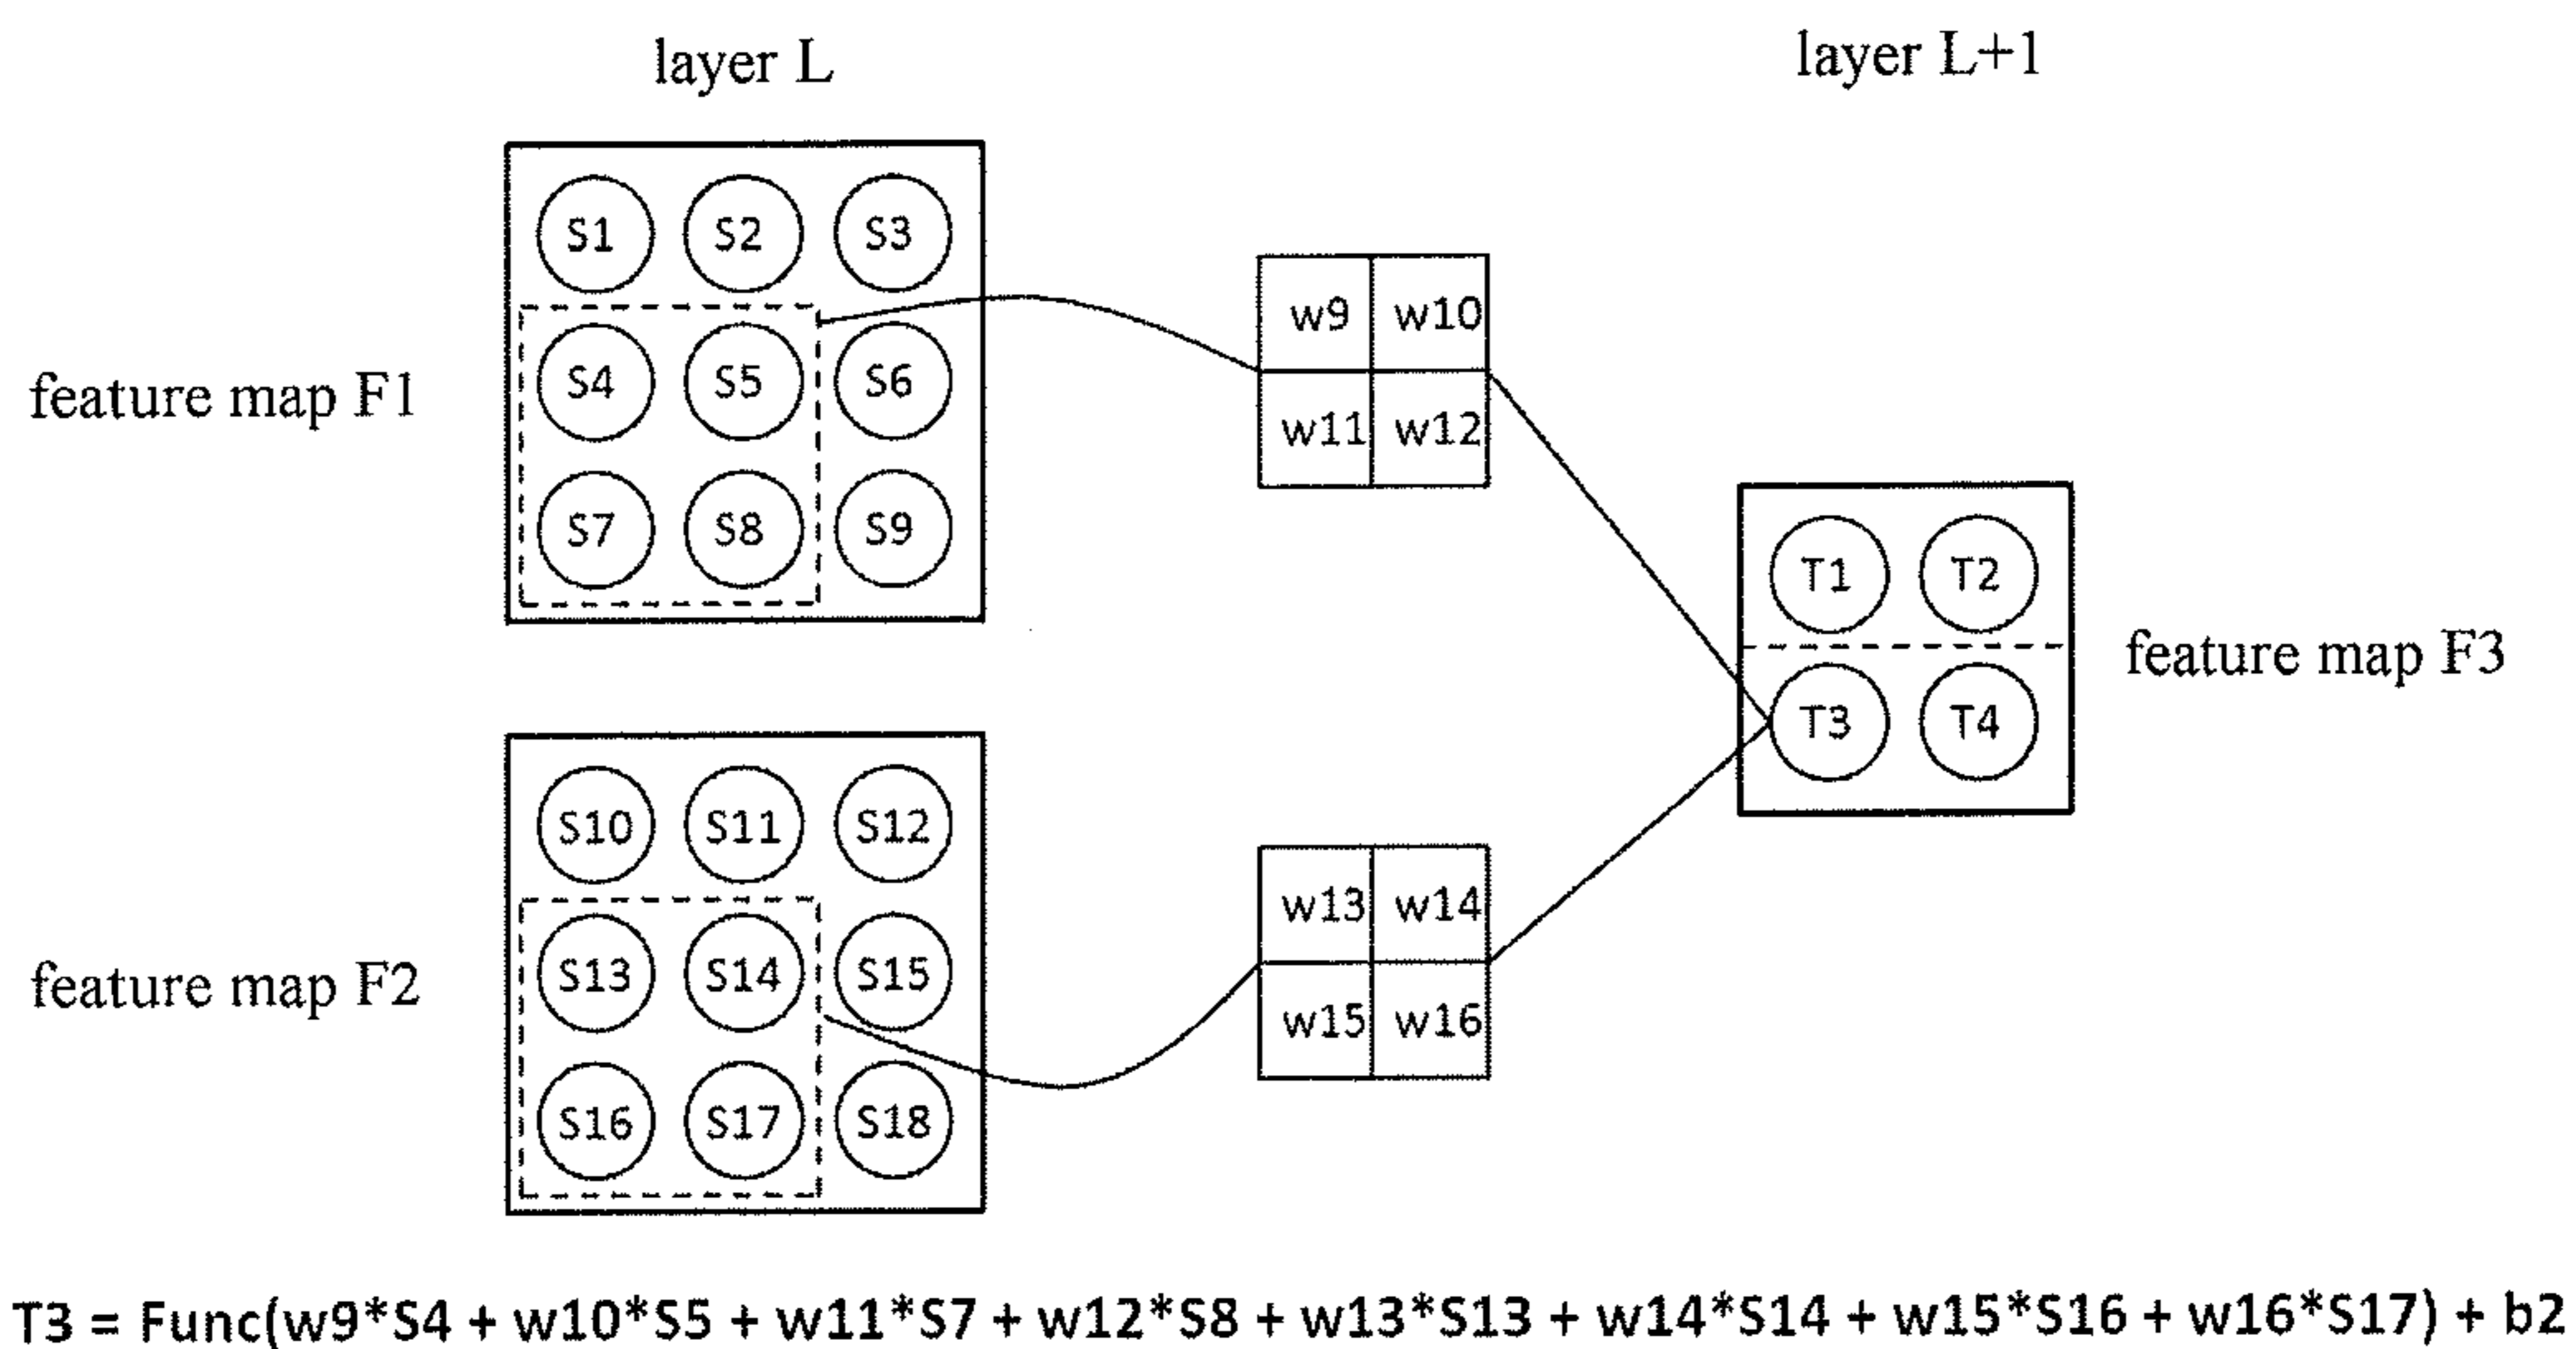 layer L
layer L+1
feature map F1
S1 S2 S3
S4 S5 S6
S7 S8 S9
w9 w10
w11 w12
T1 T2
T3 T4
feature map F3
feature map F2
S10 S11 S12
S13 S14 S15
S16 S17 S18
w13 w14
w15 w16
T3 = Func(w9*S4 + w10*S5 + w11*S7 + w12*S8 + w13*S13 + w14*S14 + w15*S16 + w16*S17) + b2